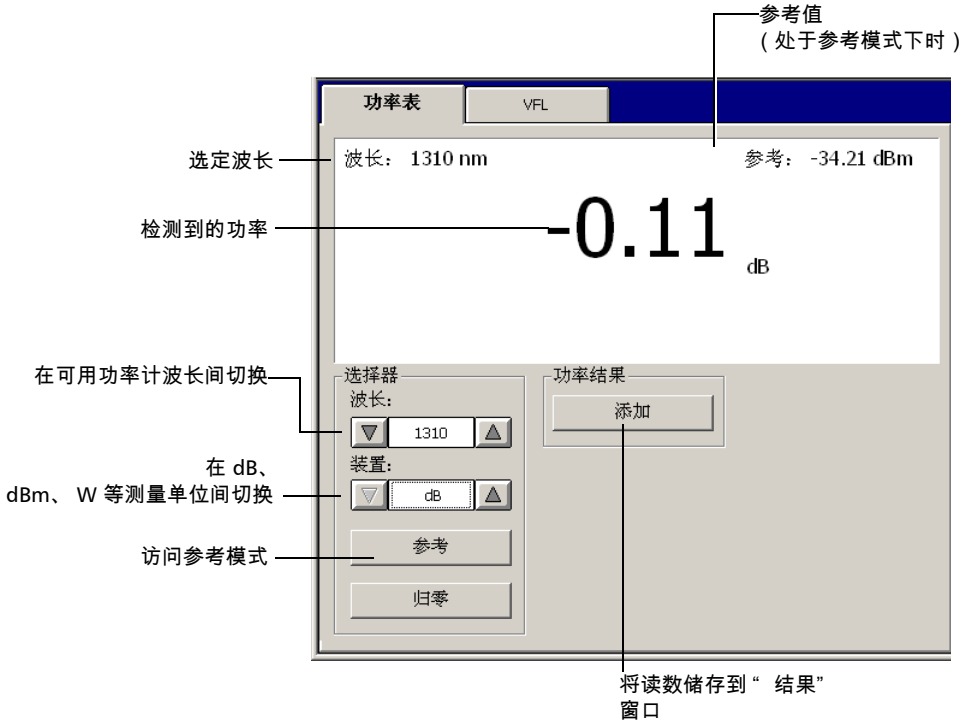 参考值
(处于参考模式下时)
功率表
VFL
选定波长
波长: 1310 nm
参考: -34.21 dBm
检测到的功率
-0.11
dB
在可用功率计波长间切换
选择器
功率结果
波长:
添加
1310
在 dB、
dBm、 W 等测量单位间切换
装置:
dB
访问参考模式
参考
归零
将读数储存到“ 结果”
窗口